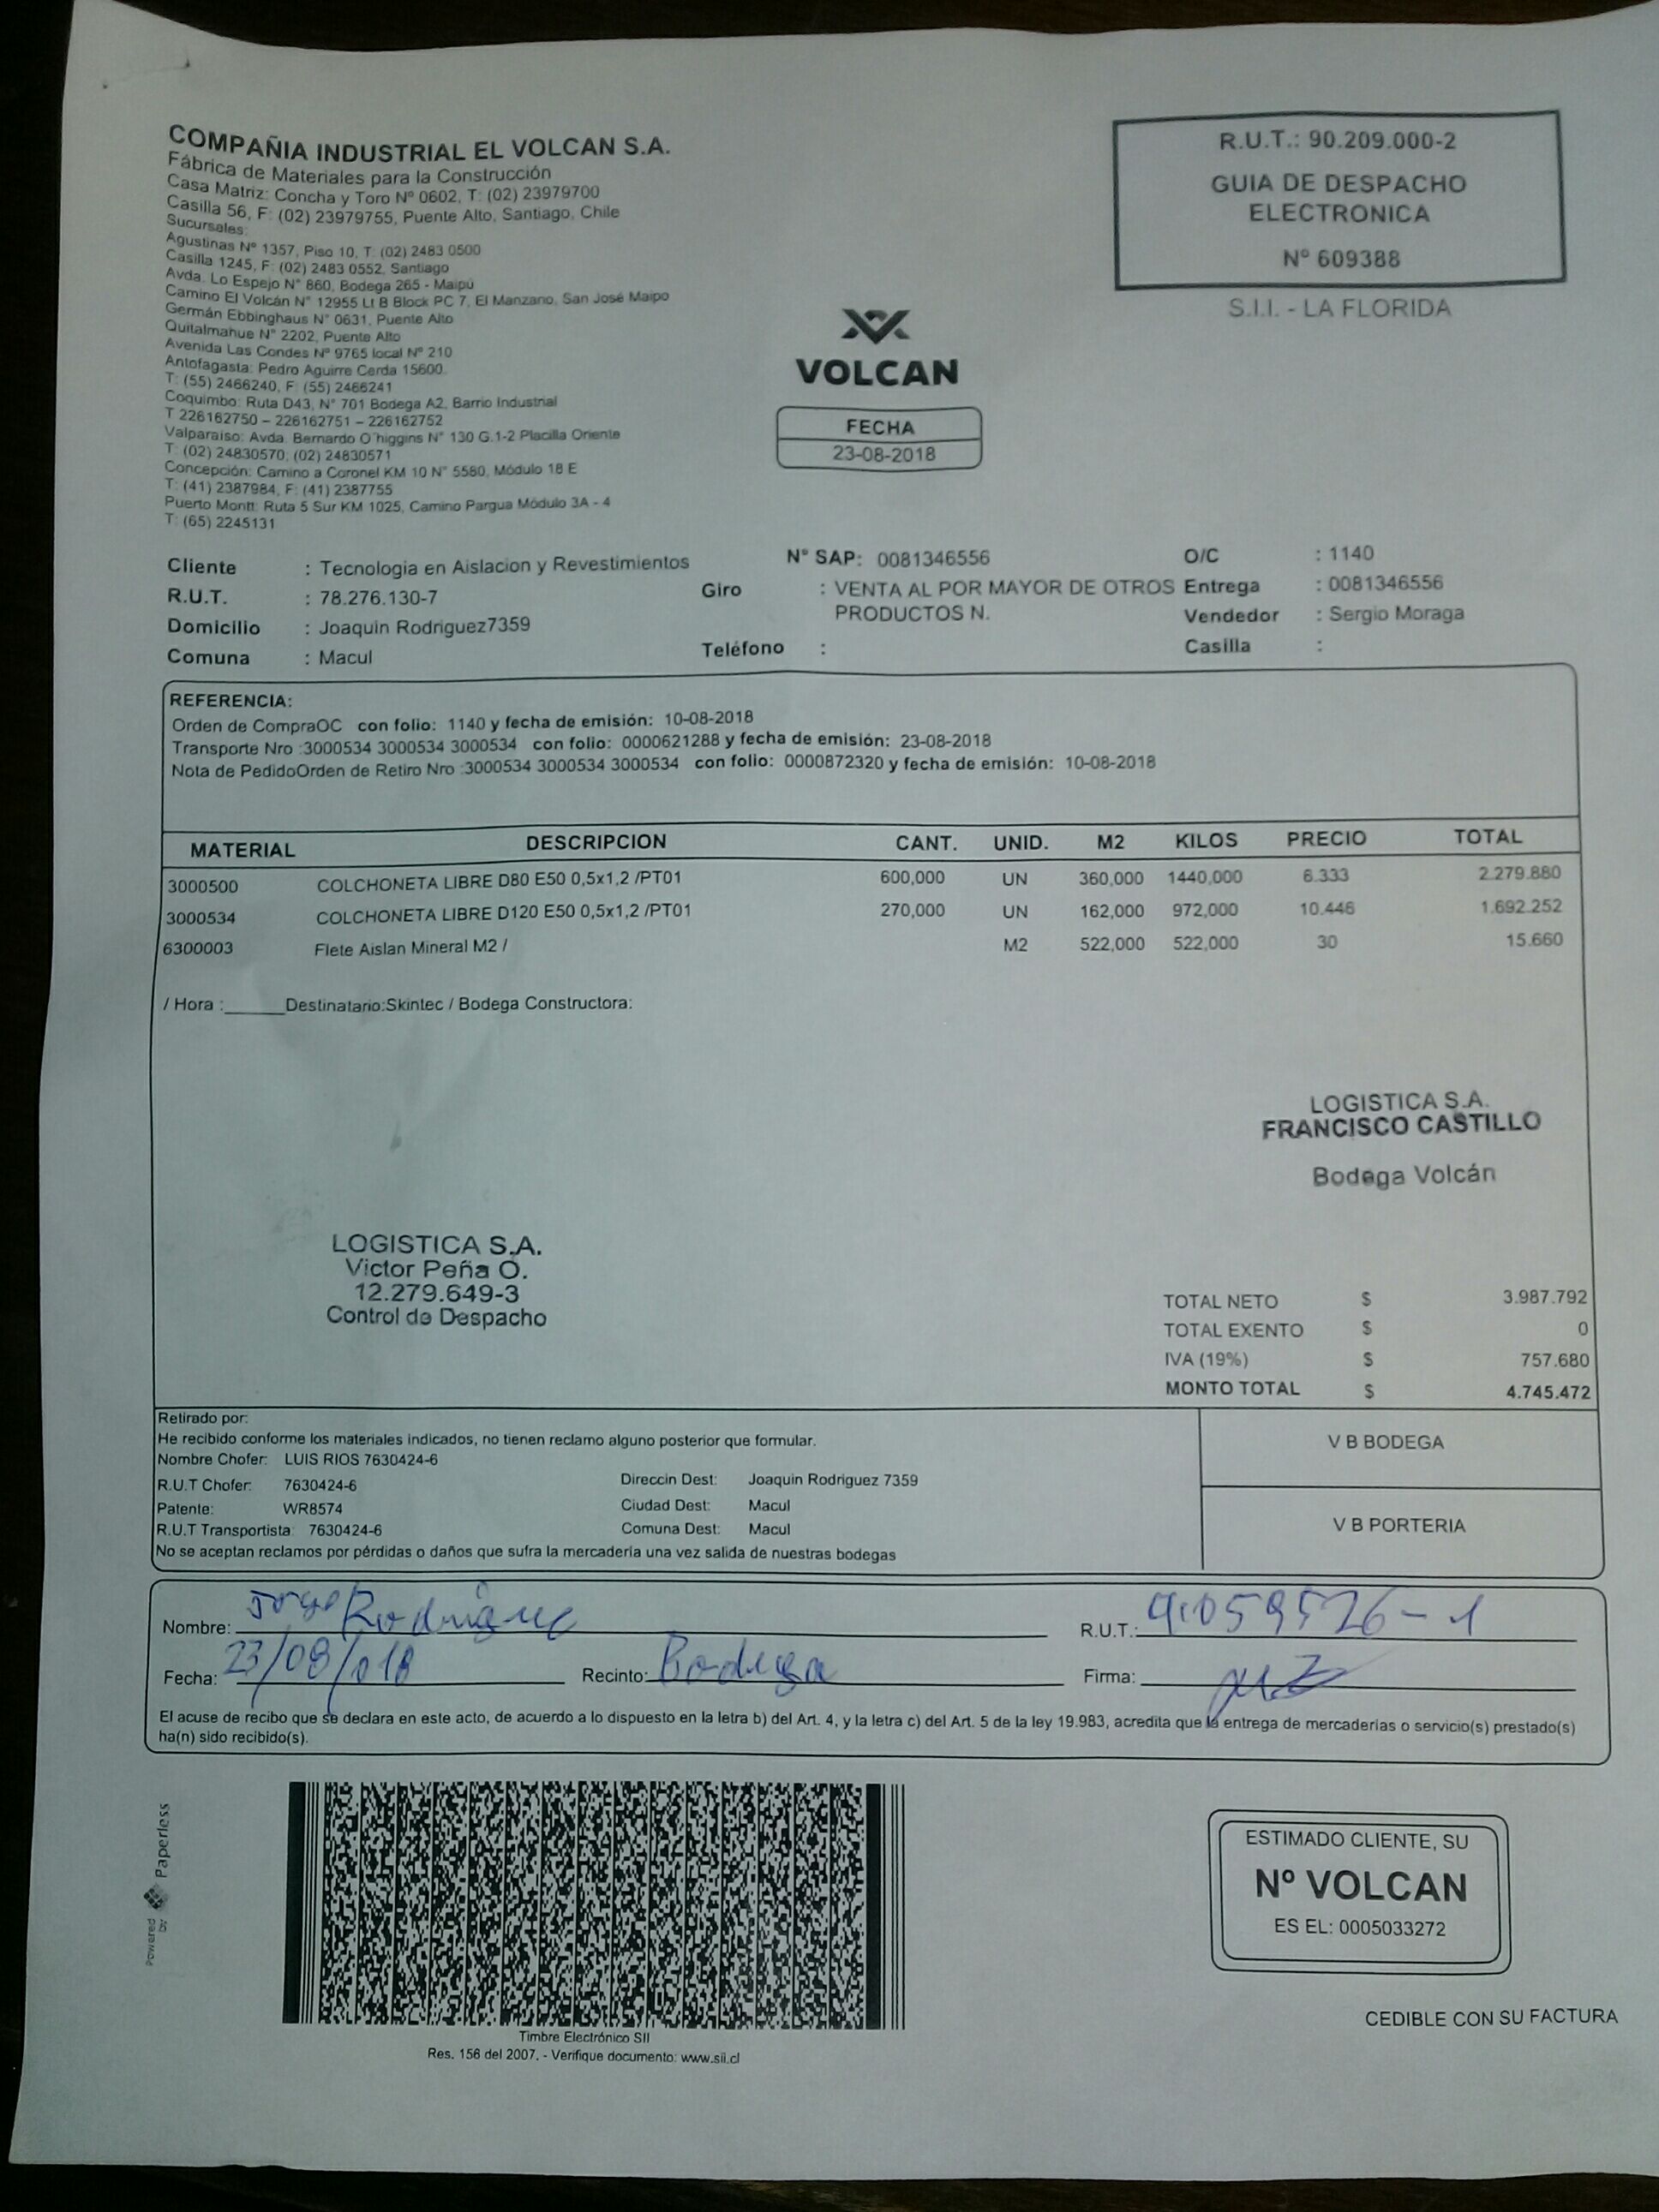 COMPAÑIA INDUSTRIAL EL VOLCAN S.A.
Fábrica de Materiales para la Construcción
Casa Matriz: Concha y Toro Nº 0602, T: (02) 23979700
Casilla 56, F: (02) 23979755, Puente Alto, Santiago, Chile
Sucursales:
Agustinas Nº 1357, Piso 10, T: (02) 2483 0500
Casilla 1245, F: (02) 2483 0552, Santiago
Avda. Lo Espejo N° 860, Bodega 265 - Maipú
Camino El Volcán N° 12955 Lt B Block PC 7, El Manzano, San José Maipo
Germán Ebbinghaus N° 0631, Puente Alto
Quitalmahue N° 2202, Puente Alto
Avenida Las Condes Nº 9765 local Nº 210
Antofagasta: Pedro Aguirre Cerda 15600.
T: (55) 2466240, F: (55) 2466241
Coquimbo: Ruta D43, N° 701 Bodega A2, Barrio Industrial
T 226162750 – 226162751 – 226162752
Valparaiso: Avda. Bernardo O´higgins N° 130 G.1-2 Placilla Oriente
T: (02) 24830570, (02) 24830571
Concepción: Camino a Coronel KM 10 N° 5580, Módulo 18 E
T: (41) 2387984, F: (41) 2387755
Puerto Montt: Ruta 5 Sur KM 1025, Camino Pargua Módulo 3A - 4
T: (65) 2245131
R.U.T.: 90.209.000-2
GUIA DE DESPACHO
ELECTRONICA
N° 609388
S.I.I. - LA FLORIDA
VOLCAN
FECHA
23-08-2018
Cliente : Tecnologia en Aislacion y Revestimientos N° SAP: 0081346556 O/C : 1140
R.U.T. : 78.276.130-7 Giro : VENTA AL POR MAYOR DE OTROS Entrega : 0081346556
PRODUCTOS N.
Domicilio : Joaquin Rodriguez7359 Vendedor : Sergio Moraga
Comuna : Macul Teléfono : Casilla :
REFERENCIA:
Orden de CompraOC con folio: 1140 y fecha de emisión: 10-08-2018
Transporte Nro :3000534 3000534 3000534 con folio: 0000621288 y fecha de emisión: 23-08-2018
Nota de PedidoOrden de Retiro Nro :3000534 3000534 3000534 con folio: 0000872320 y fecha de emisión: 10-08-2018
MATERIAL DESCRIPCION CANT. UNID. M2 KILOS PRECIO TOTAL
3000500 COLCHONETA LIBRE D80 E50 0,5x1,2 /PT01 600,000 UN 360,000 1440,000 6.333 2.279.880
3000534 COLCHONETA LIBRE D120 E50 0,5x1,2 /PT01 270,000 UN 162,000 972,000 10.446 1.692.252
6300003 Flete Aislan Mineral M2 / M2 522,000 522,000 30 15.660
/ Hora :______Destinatario:Skintec / Bodega Constructora:
LOGISTICA S.A.
FRANCISCO CASTILLO
Bodega Volcán
LOGISTICA S.A.
Victor Peña O.
12.279.649-3
Control de Despacho
TOTAL NETO $ 3.987.792
TOTAL EXENTO $ 0
IVA (19%) $ 757.680
MONTO TOTAL $ 4.745.472
Retirado por:
He recibido conforme los materiales indicados, no tienen reclamo alguno posterior que formular.
Nombre Chofer: LUIS RIOS 7630424-6
R.U.T Chofer: 7630424-6 Direccin Dest: Joaquin Rodriguez 7359
Patente: WR8574 Ciudad Dest: Macul
R.U.T Transportista: 7630424-6 Comuna Dest: Macul
No se aceptan reclamos por pérdidas o daños que sufra la mercadería una vez salida de nuestras bodegas
V B BODEGA
V B PORTERIA
Nombre: Jorge Rodriguez R.U.T.: 9.059526-1
Fecha: 23/08/018 Recinto: Bodega Firma:
El acuse de recibo que se declara en este acto, de acuerdo a lo dispuesto en la letra b) del Art. 4, y la letra c) del Art. 5 de la ley 19.983, acredita que la entrega de mercaderías o servicio(s) prestado(s)
ha(n) sido recibido(s).
Powered by Paperless
Timbre Electrónico SII
Res. 156 del 2007, - Verifique documento: www.sii.cl
ESTIMADO CLIENTE, SU
Nº VOLCAN
ES EL: 0005033272
CEDIBLE CON SU FACTURA